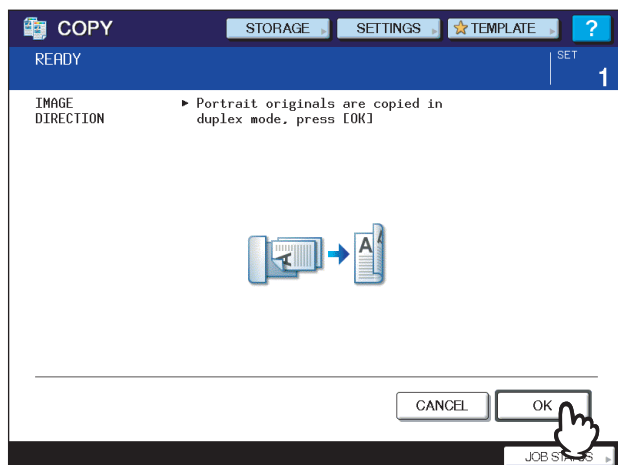 COPY
STORAGE
SETTINGS
TEMPLATE
?
READY
SET
1
IMAGE
DIRECTION
► Portrait originals are copied in
duplex mode, press [OK]
A
A
A
CANCEL
OK
JOB STATUS